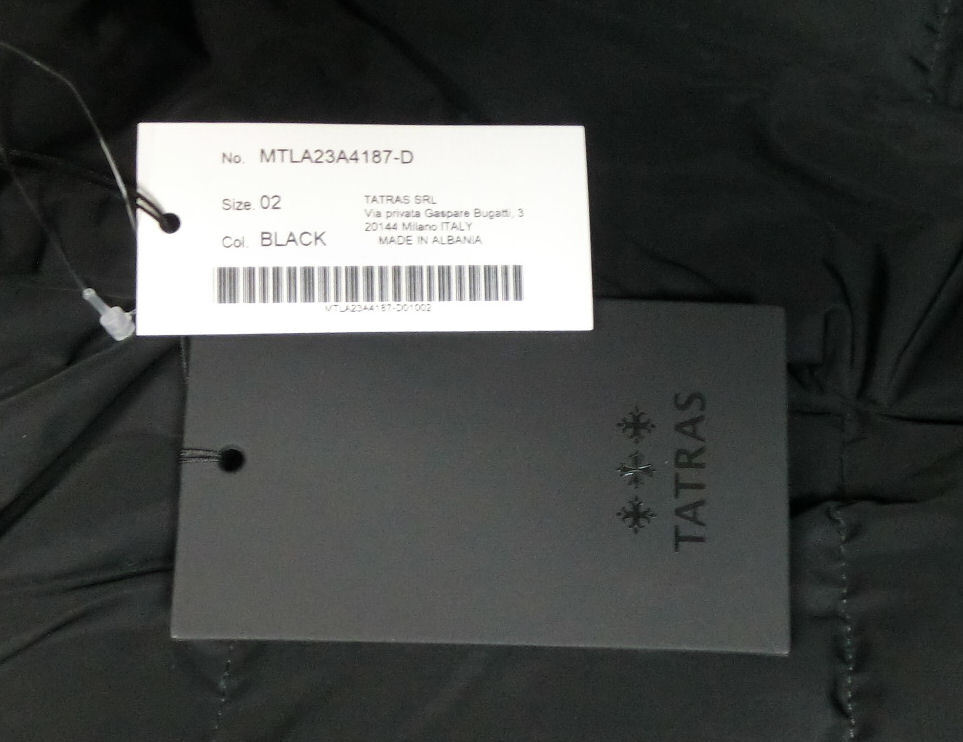 No. MTLA23A4187-D
Size. 02
TATRAS SRL
Via privata Gaspare Bugatti, 3
20144 Milano ITALY
Col. BLACK
MADE IN ALBANIA
MTLA23A4187-D01002
TATRAS